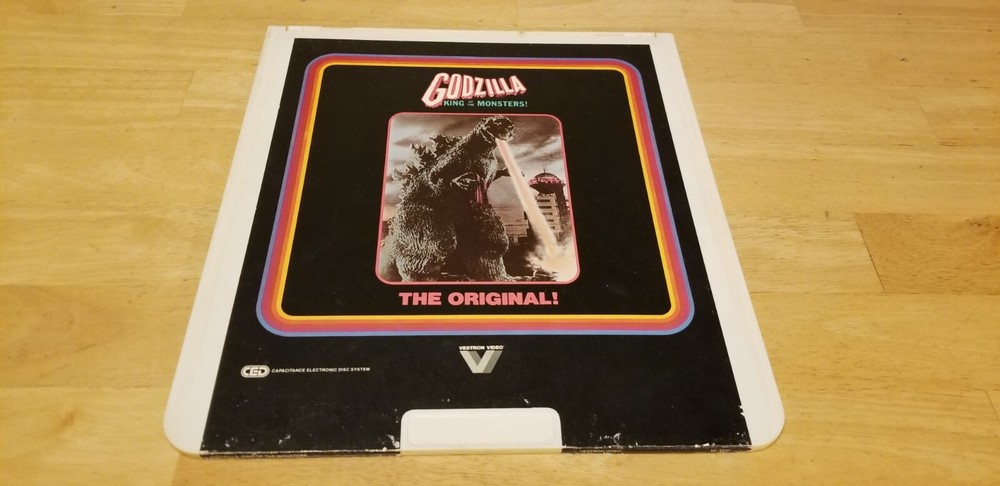 GODZILLA
KING OF THE MONSTERS!
THE ORIGINAL!
VESTRON VIDEO
CED CAPACITANCE ELECTRONIC DISC SYSTEM